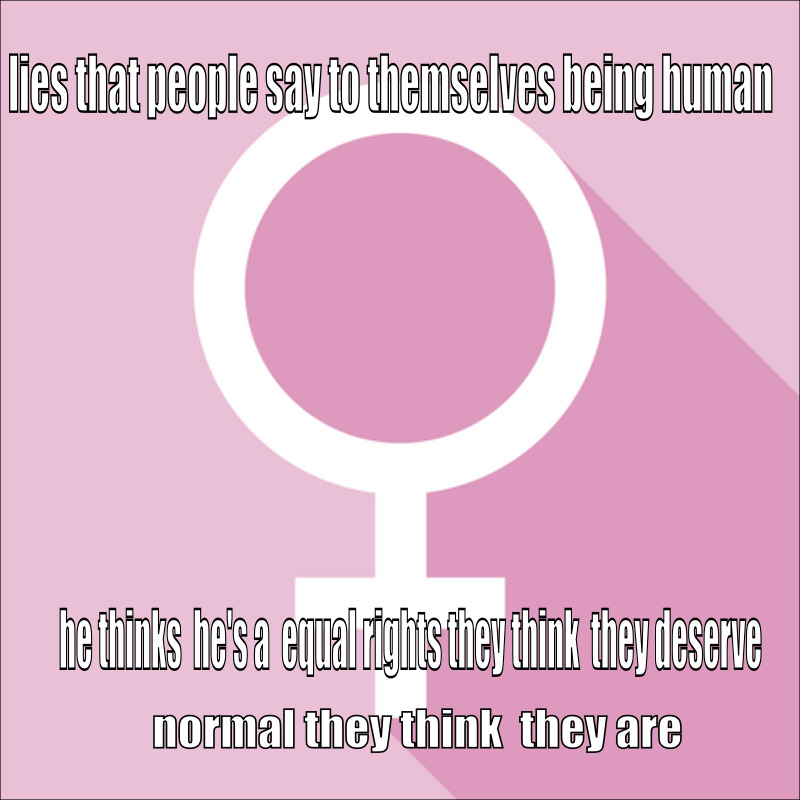 lies that people say to themselves being human
he thinks he's a equal rights they think they deserve
normal they think they are